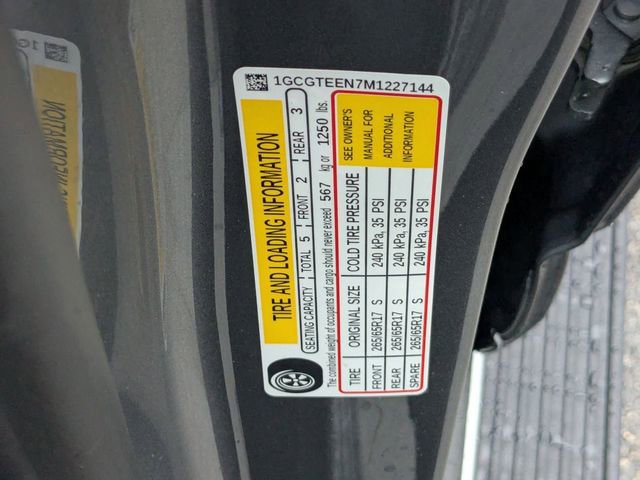 1GCGTEEN7M1227144
TIRE AND LOADING INFORMATION
SEATING CAPACITY TOTAL 5 FRONT 2 REAR 3
The combined weight of occupants and cargo should never exceed 567 kg or 1250 lbs.
TIRE ORIGINAL SIZE COLD TIRE PRESSURE
FRONT 265/65R17 S 240 kPa, 35 PSI
REAR 265/65R17 S 240 kPa, 35 PSI
SPARE 265/65R17 S 240 kPa, 35 PSI
SEE OWNER'S
MANUAL FOR
ADDITIONAL
INFORMATION